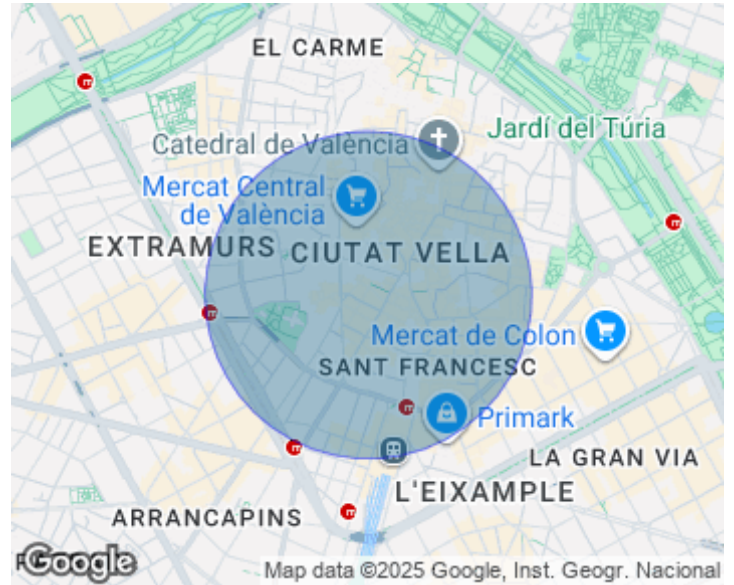 EL CARME
Catedral de València
Jardí del Túria
Mercat Central
de València
EXTRAMURS
CIUTAT VELLA
Mercat de Colon
SANT FRANCESC
Primark
LA GRAN VIA
L'EIXAMPLE
ARRANCAPINS
Google
Map data ©2025 Google, Inst. Geogr. Nacional